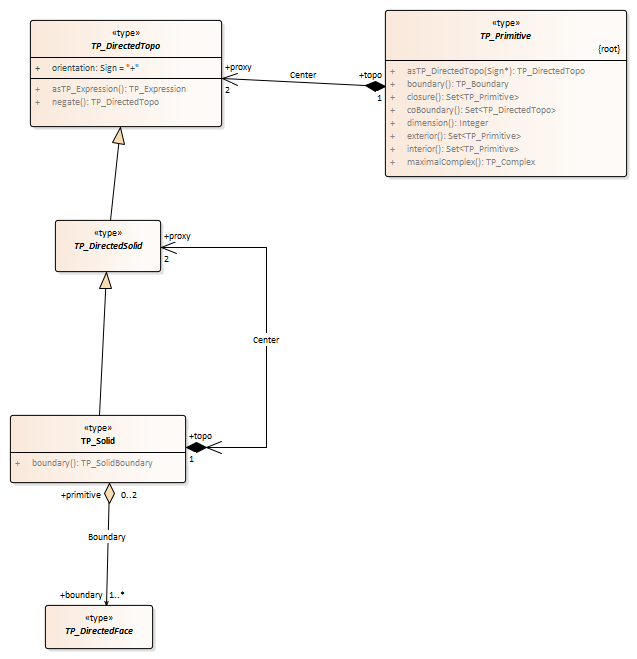 «type»
TP_DirectedTopo
+ orientation: Sign = "+"
+ asTP_Expression(): TP_Expression
+ negate(): TP_DirectedTopo
+proxy
2
Center
+topo
1
«type»
TP_Primitive
{root}
+ asTP_DirectedTopo(Sign*): TP_DirectedTopo
+ boundary(): TP_Boundary
+ closure(): Set<TP_Primitive>
+ coBoundary(): Set<TP_DirectedTopo>
+ dimension(): Integer
+ exterior(): Set<TP_Primitive>
+ interior(): Set<TP_Primitive>
+ maximalComplex(): TP_Complex
«type»
TP_DirectedSolid
+proxy
2
Center
«type»
TP_Solid
+ boundary(): TP_SolidBoundary
+topo
1
+primitive 0..2
Boundary
+boundary 1..*
«type»
TP_DirectedFace